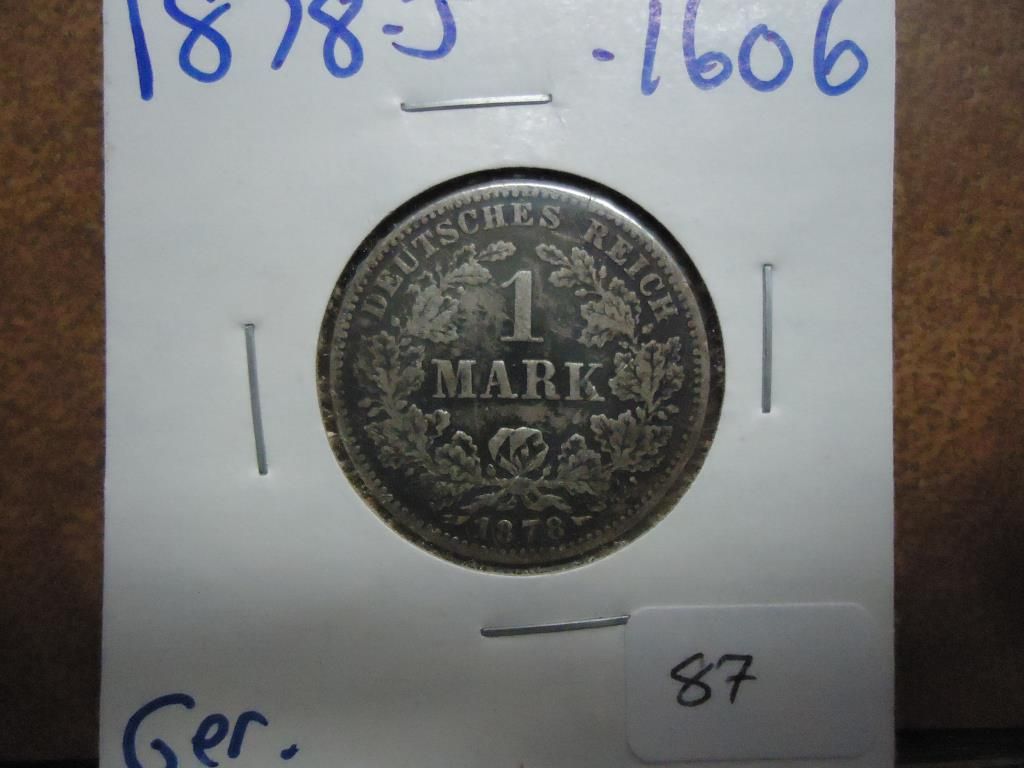 1878-J .1606
DEUTSCHES REICH
1
MARK
1878
87
Ger.